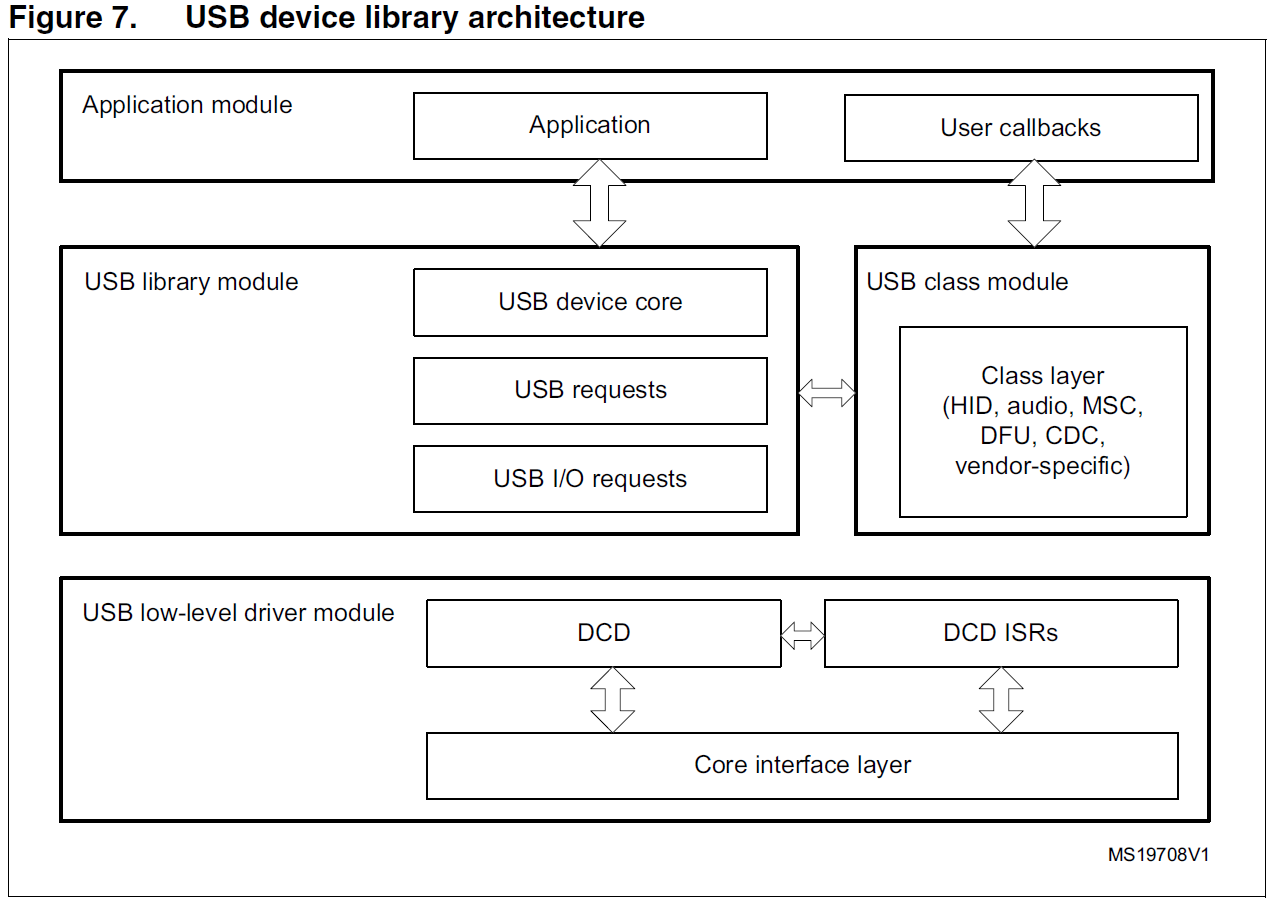 Figure 7. USB device library architecture
Application module
Application
User callbacks
USB library module
USB device core
USB requests
USB I/O requests
USB class module
Class layer
(HID, audio, MSC,
DFU, CDC,
vendor-specific)
USB low-level driver module
DCD
DCD ISRs
Core interface layer
MS19708V1